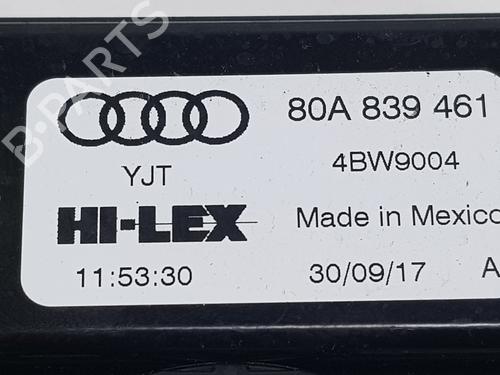 B-PARTS
80A 839 461
YJT 4BW9004
HI-LEX Made in Mexico
11:53:30 30/09/17 A